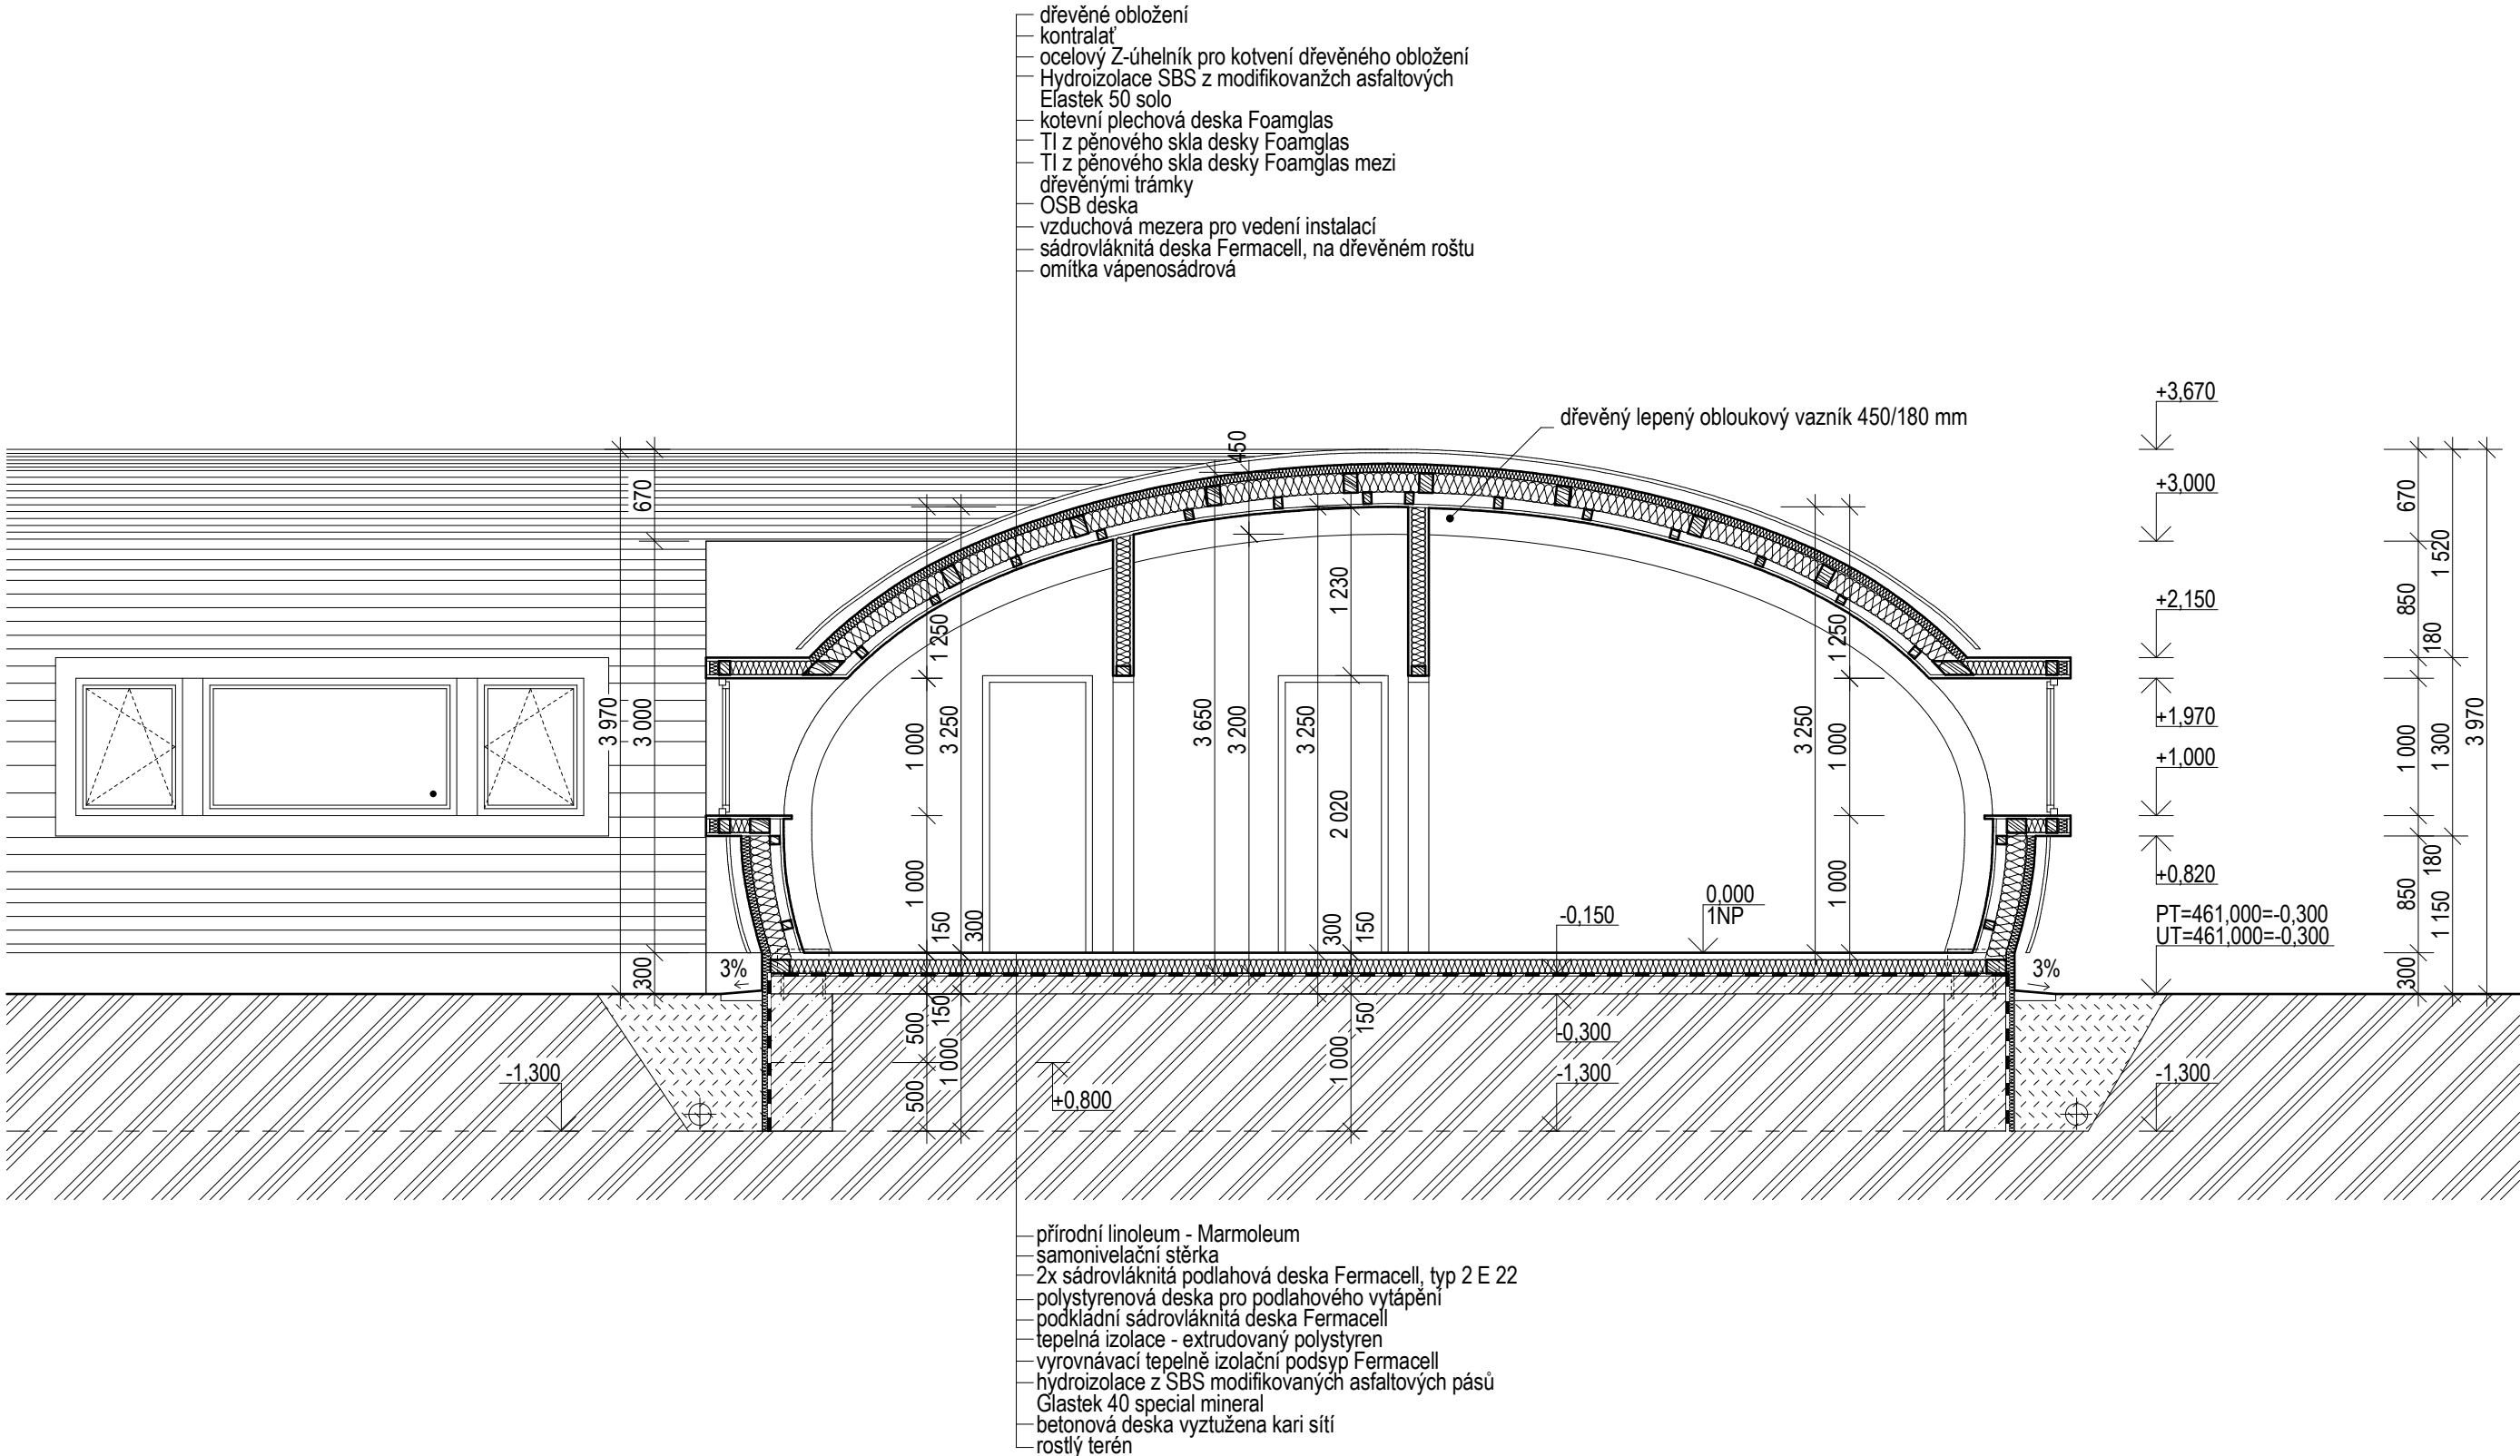 dřevěné obložení
kontralať
ocelový Z-úhelník pro kotvení dřevěného obložení
Hydroizolace SBS z modifikovanžch asfaltových
Elastek 50 solo
kotevní plechová deska Foamglas
TI z pěnového skla desky Foamglas
TI z pěnového skla desky Foamglas mezi
dřevěnými trámky
OSB deska
vzduchová mezera pro vedení instalací
sádrovláknitá deska Fermacell, na dřevěném roštu
omítka vápenosádrová
dřevěný lepený obloukový vazník 450/180 mm
+3,670
+3,000
+2,150
+1,970
+1,000
+0,820
PT=461,000=-0,300
UT=461,000=-0,300
-1,300
670
850
180
1 000
180
850
300
1 520
1 300
1 150
3 970
3 970
670
3 000
300
3%
1 250
1 000
1 000
150
3 250
300
500
500
150
1 000
450
3 650
3 200
3 250
300
1 230
2 020
150
150
1 000
3 250
1 250
1 000
1 000
-0,150
0,000
1NP
3%
-0,300
-1,300
-1,300
+0,800
přírodní linoleum - Marmoleum
samonivelační stěrka
2x sádrovláknitá podlahová deska Fermacell, typ 2 E 22
polystyrenová deska pro podlahového vytápění
podkladní sádrovláknitá deska Fermacell
tepelná izolace - extrudovaný polystyren
vyrovnávací tepelně izolační podsyp Fermacell
hydroizolace z SBS modifikovaných asfaltových pásů
Glastek 40 special mineral
betonová deska vyztužena kari sítí
rostlý terén